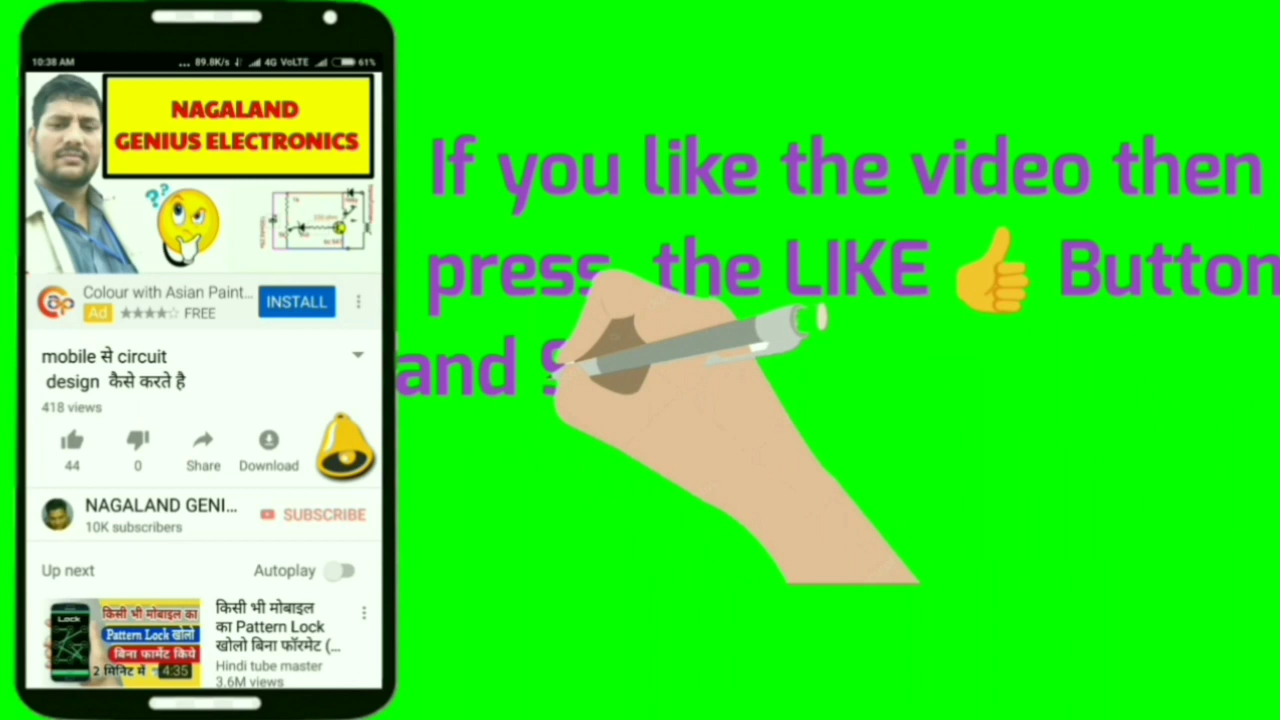 10:38 AM ... 89.8K/s 4G VoLTE 61%
NAGALAND
GENIUS ELECTRONICS
Colour with Asian Paint...
INSTALL
Ad FREE
mobile से circuit
design कैसे करते है
418 views
44 0 Share Download
NAGALAND GENI...
SUBSCRIBE
10K subscribers
Up next Autoplay
किसी भी मोबाइल का
Lock
Pattern Lock खोलो
बिना फार्मेट किये
2 मिनिट में
4:35
किसी भी मोबाइल
का Pattern Lock
खोलो बिना फॉरमेट (...
Hindi tube master
3.6M views
If you like the video then
press the LIKE 👍 Button
and S